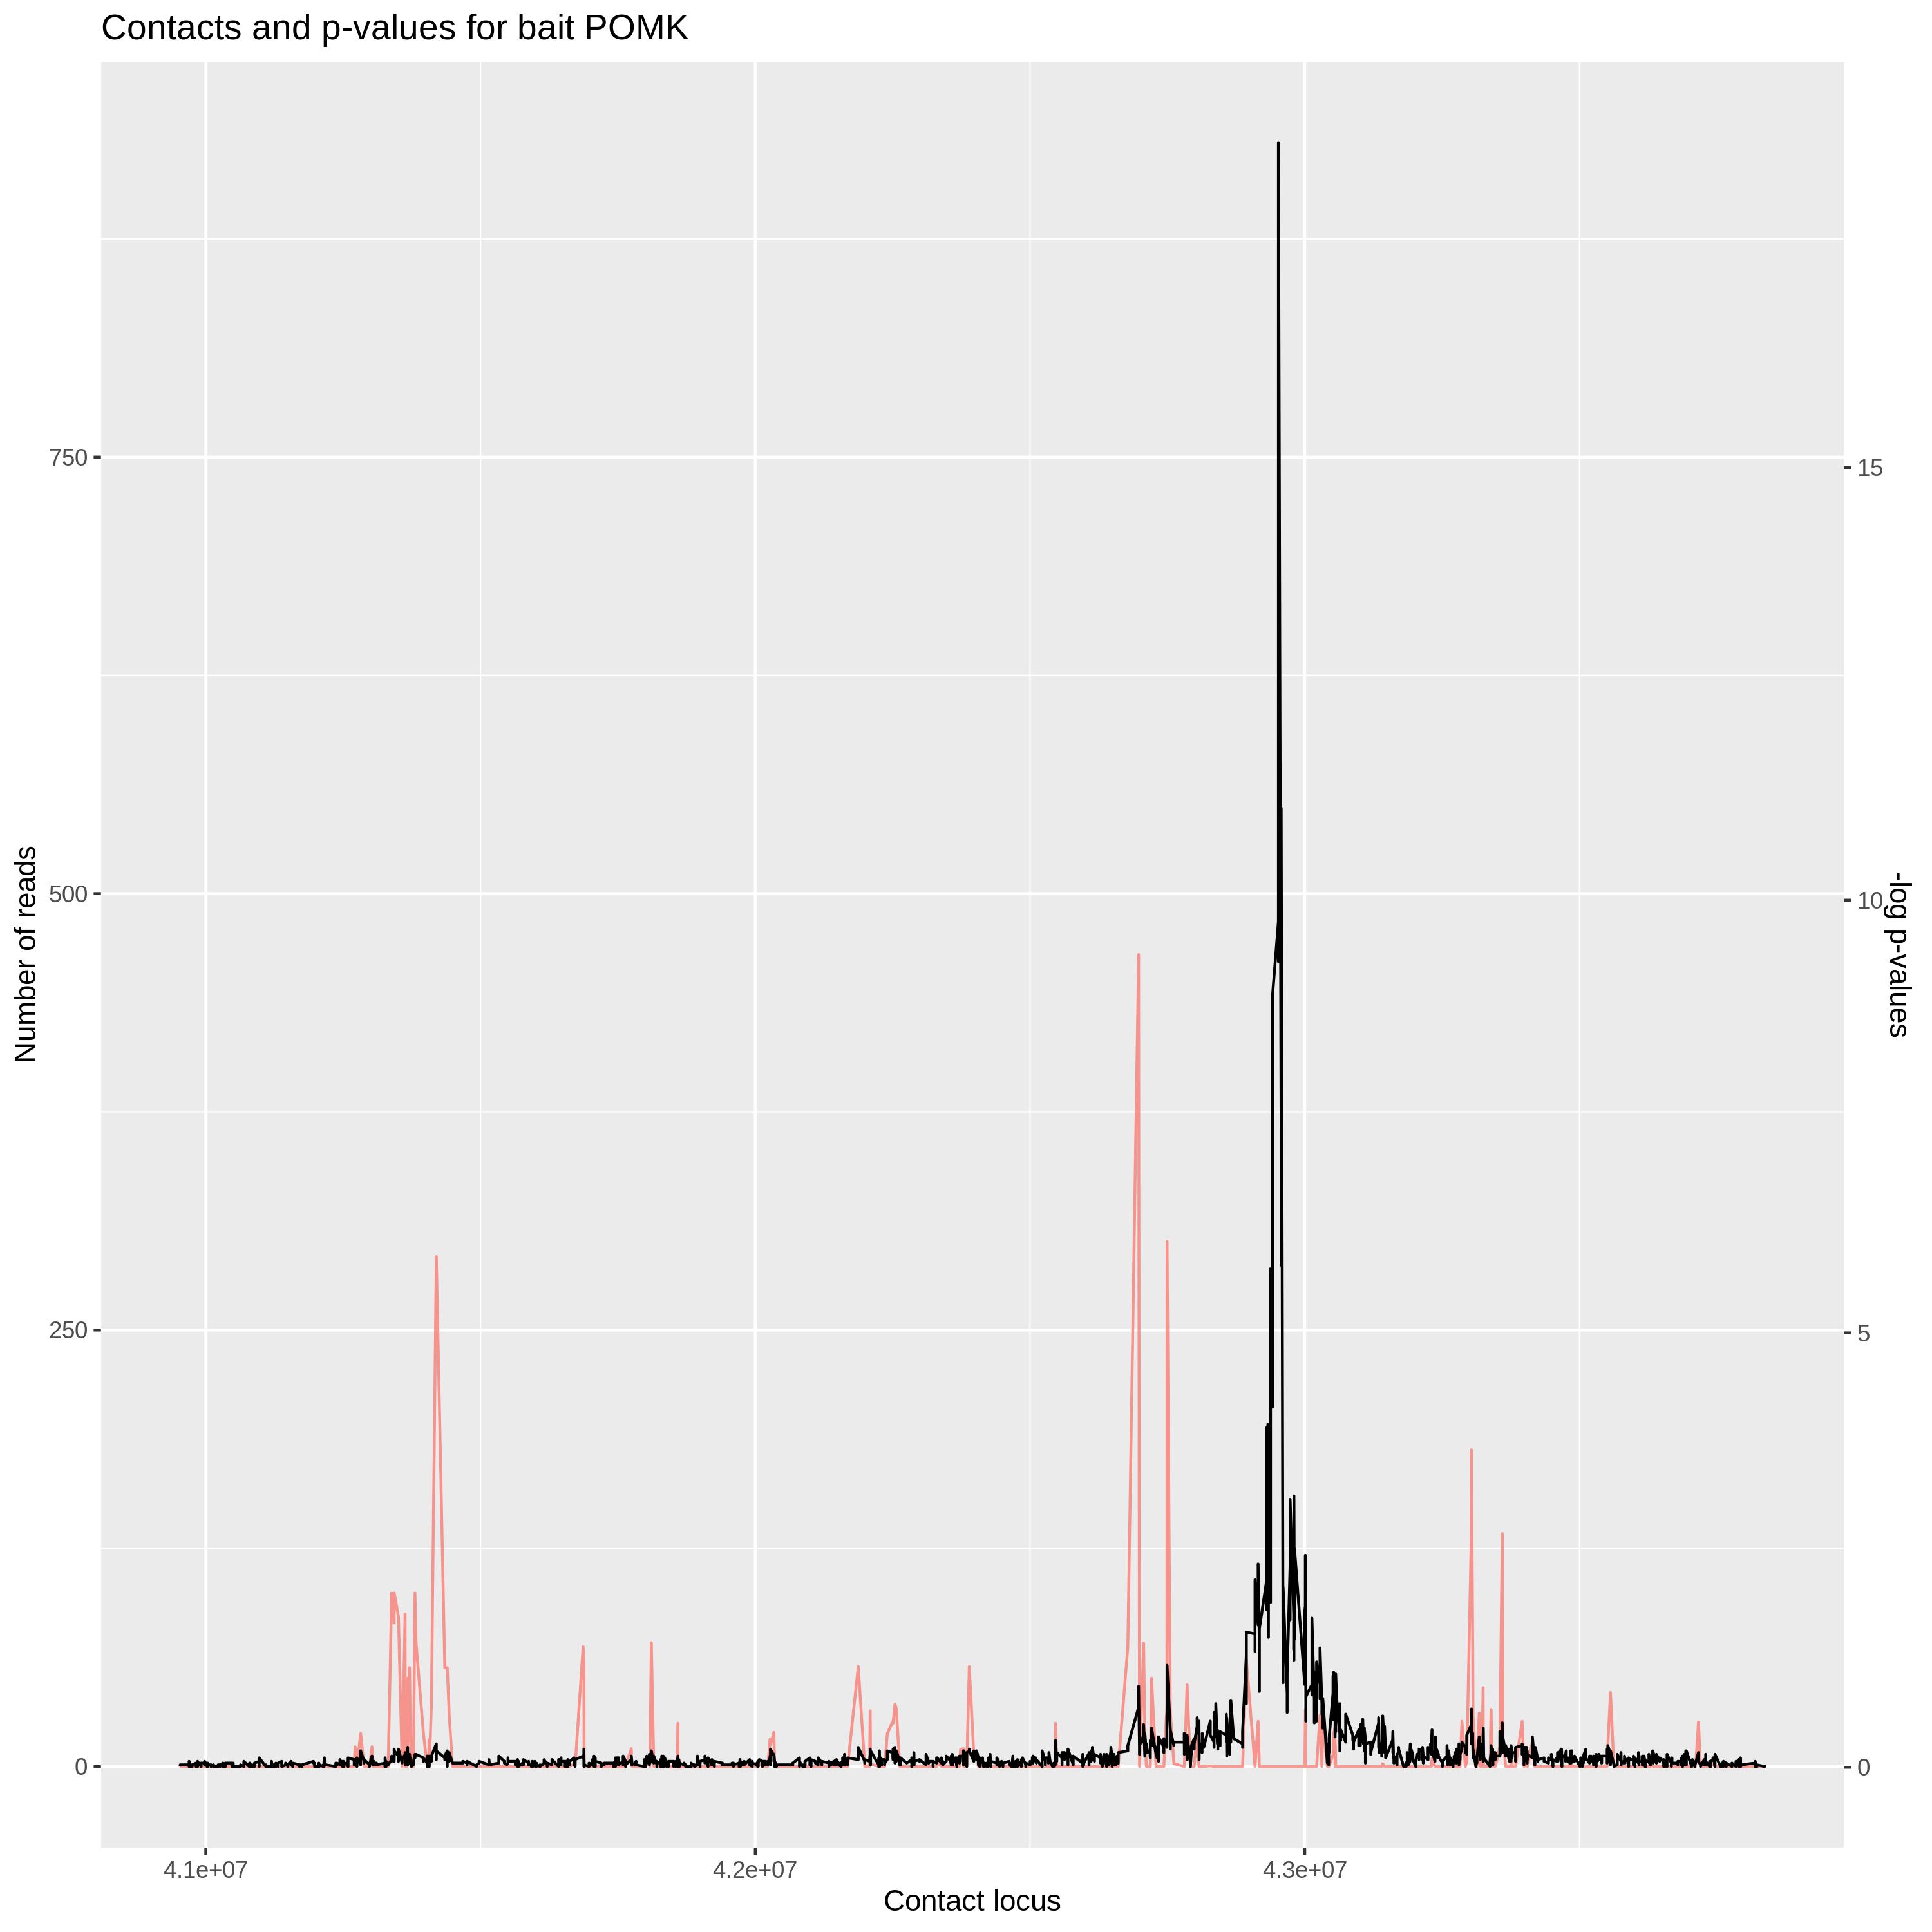 Contacts and p-values for bait POMK
Number of reads
750
500
250
0
15
10
5
0
-log p-values
4.1e+07
4.2e+07
4.3e+07
Contact locus